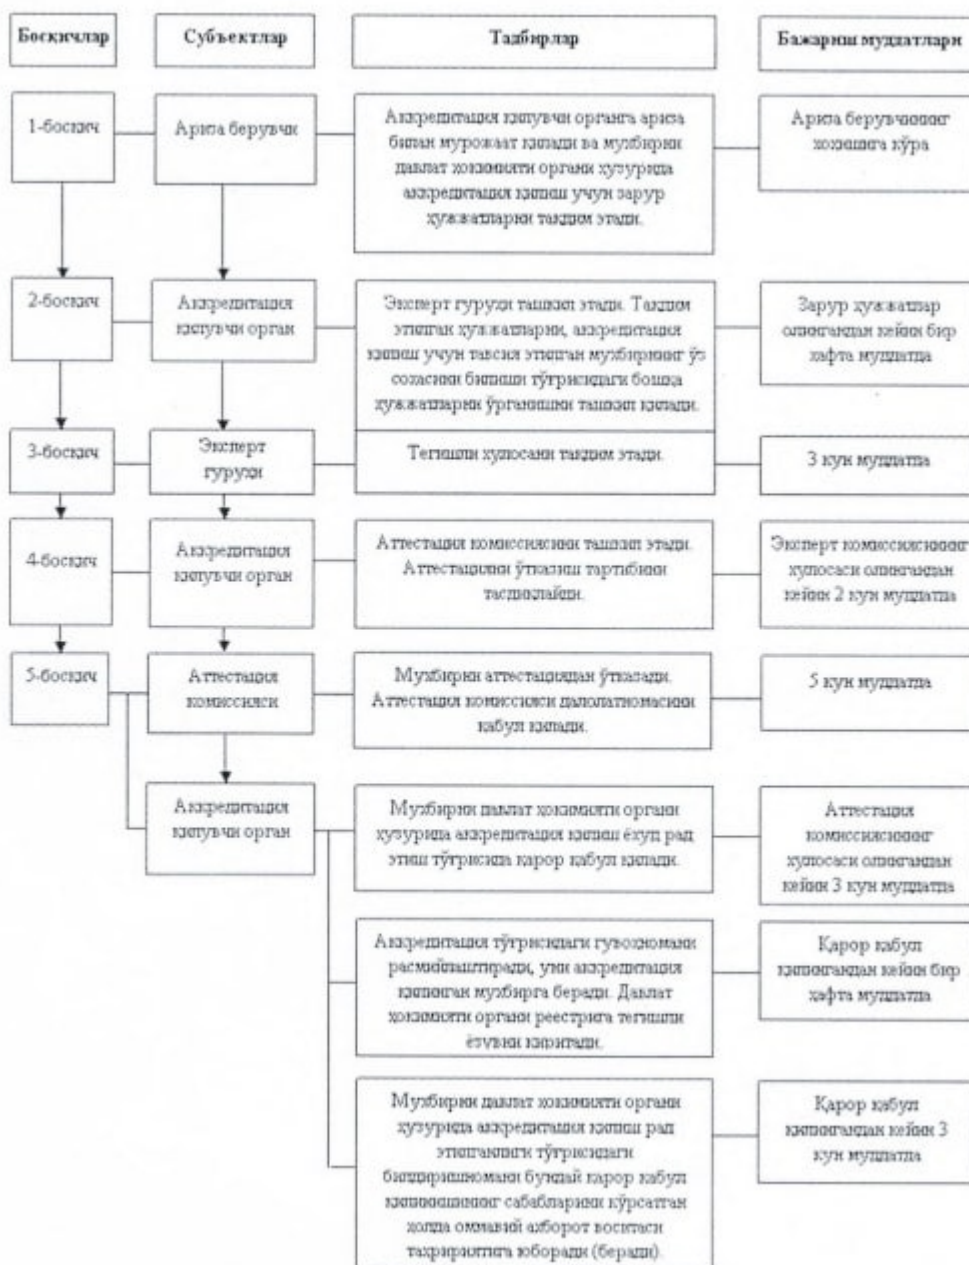 Босқичлар
Субъектлар
Тадбирлар
Бажариш муддатлари
1-босқич
Ариза берувчи
Аккредитация қилувчи органга ариза
билан мурожаат қилади ва мухбирни
давлат ҳокимияти органи ҳузурида
аккредитация қилиш учун зарур
ҳужжатларни тақдим этади.
Ариза берувчининг
хоҳишига кўра
2-босқич
Аккредитация
қилувчи орган
Эксперт гуруҳи ташкил этади. Тақдим
этилган ҳужжатларни, аккредитация
қилиш учун тавсия этилган мухбирнинг ўз
соҳасини билиши тўғрисидаги бошқа
ҳужжатларни ўрганишни ташкил қилади.
Зарур ҳужжатлар
олингандан кейин бир
ҳафта муддатда
3-босқич
Эксперт
гуруҳи
Тегишли хулосани тақдим этади.
3 кун муддатда
4-босқич
Аккредитация
қилувчи орган
Аттестация комиссиясини ташкил этади.
Аттестацияни ўтказиш тартибини
тасдиқлайди.
Эксперт комиссиясининг
хулосаси олингандан
кейин 2 кун муддатда
5-босқич
Аттестация
комиссияси
Мухбирни аттестациядан ўтказади.
Аттестация комиссияси далолатномасини
қабул қилади.
5 кун муддатда
Аккредитация
қилувчи орган
Мухбирни давлат ҳокимияти органи
ҳузурида аккредитация қилиш ёхуд рад
этиш тўғрисида қарор қабул қилади.
Аттестация
комиссиясининг
хулосаси олингандан
кейин 3 кун муддатда
Аккредитация тўғрисидаги гувоҳномани
расмийлаштиради, уни аккредитация
қилинган мухбирга беради. Давлат
ҳокимияти органи реестрига тегишли
ёзувни киритади.
Қарор қабул
қилингандан кейин бир
ҳафта муддатда
Мухбирни давлат ҳокимияти органи
ҳузурида аккредитация қилиш рад
этилганлиги тўғрисидаги
билдиришномани бундай қарор қабул
қилинишининг сабабларини кўрсатган
ҳолда оммавий ахборот воситаси
таҳририятига юборади (беради).
Қарор қабул
қилингандан кейин 3
кун муддатда